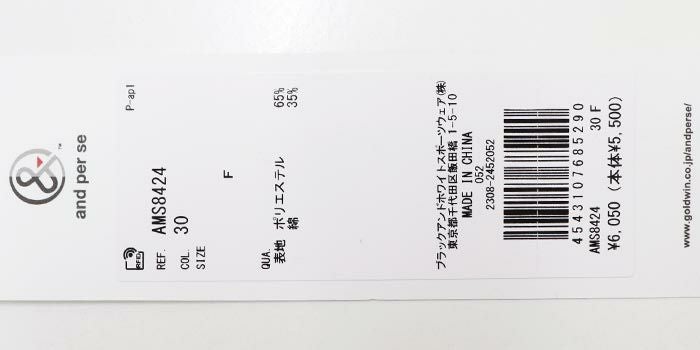 and per se
TM
P-apl
RFID
REF. AMS8424
COL. 30
SIZE
F
QUA.
表地 ポリエステル 65%
綿 35%
ブラックアンドホワイトスポーツウェア(株)
東京都千代田区飯田橋 1-5-10
MADE IN CHINA
052
2308-2452052
4543107685290
AMS8424 30 F
¥6,050 (本体¥5,500)
www.goldwin.co.jp/andperse/